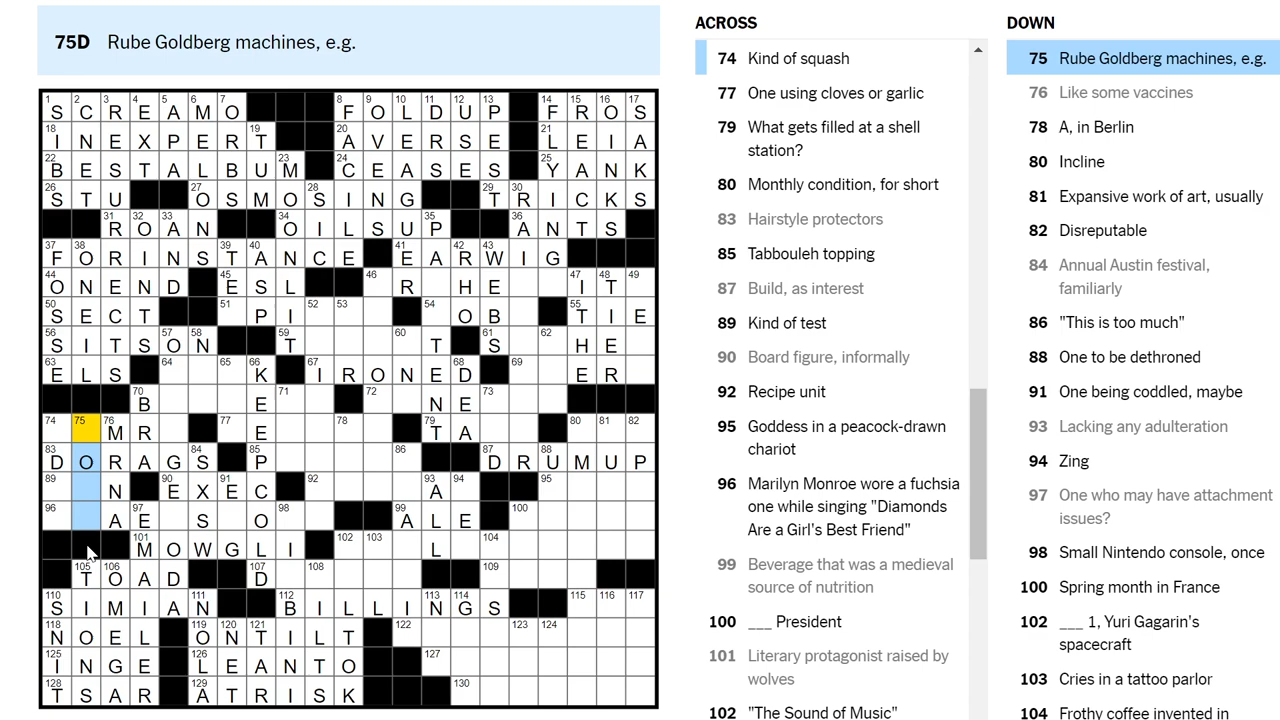 75D Rube Goldberg machines, e.g.
ACROSS
74 Kind of squash
77 One using cloves or garlic
79 What gets filled at a shell
station?
80 Monthly condition, for short
83 Hairstyle protectors
85 Tabbouleh topping
87 Build, as interest
89 Kind of test
90 Board figure, informally
92 Recipe unit
95 Goddess in a peacock-drawn
chariot
96 Marilyn Monroe wore a fuchsia
one while singing "Diamonds
Are a Girl's Best Friend"
99 Beverage that was a medieval
source of nutrition
100 ___ President
101 Literary protagonist raised by
wolves
102 "The Sound of Music"
DOWN
75 Rube Goldberg machines, e.g.
76 Like some vaccines
78 A, in Berlin
80 Incline
81 Expansive work of art, usually
82 Disreputable
84 Annual Austin festival,
familiarly
86 "This is too much"
88 One to be dethroned
91 One being coddled, maybe
93 Lacking any adulteration
94 Zing
97 One who may have attachment
issues?
98 Small Nintendo console, once
100 Spring month in France
102 ___ 1, Yuri Gagarin's
spacecraft
103 Cries in a tattoo parlor
104 Frothy coffee invented in
SCREAMO FOLDUP FROS
INEXPERT AVERSE LEIA
BESTALBUM CEASES YANK
STU OSMOSING TRICKS
ROAN OILSUP ANTS
FORINSTANCE EARWIG
ONEND ESL R HE IT
SECT PI OB TIE
SITSON T T S HE
ELS K IRONED ER
B E NE
MR E TA
DORAGS P DRUMUP
N EXEC A
AE S O ALE
MOWGLI L
TOAD D
SIMIAN BILLINGS
NOEL ONTILT
INGE LEANTO
TSAR ATRISK